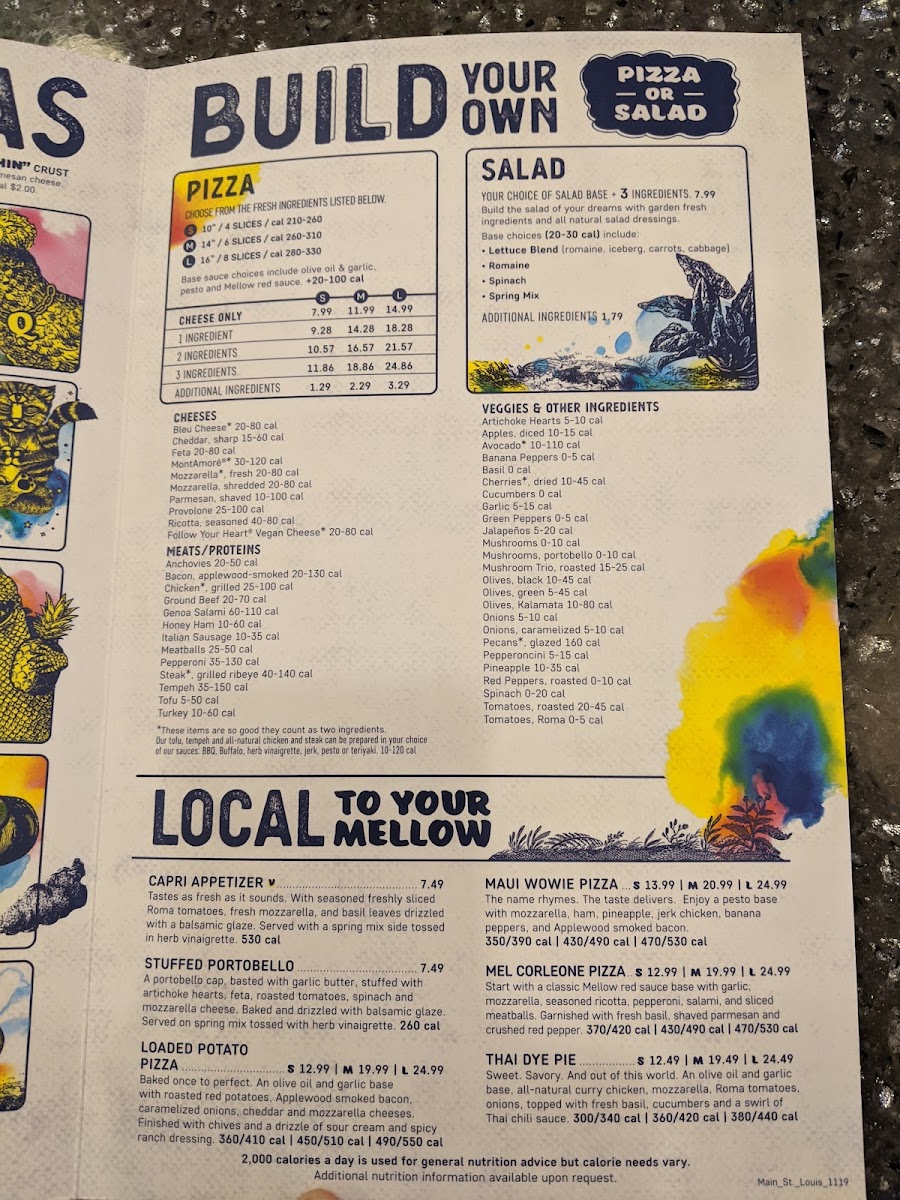 AS
HIN" CRUST
mesan cheese,
al $2.00.
Q
BUILD YOUR OWN
PIZZA
— OR —
SALAD
PIZZA
CHOOSE FROM THE FRESH INGREDIENTS LISTED BELOW.
S 10" / 4 SLICES / cal 210-260
M 14" / 6 SLICES / cal 260-310
L 16" / 8 SLICES / cal 280-330
Base sauce choices include olive oil & garlic,
pesto and Mellow red sauce. +20-100 cal
S M L
CHEESE ONLY 7.99 11.99 14.99
1 INGREDIENT 9.28 14.28 18.28
2 INGREDIENTS 10.57 16.57 21.57
3 INGREDIENTS 11.86 18.86 24.86
ADDITIONAL INGREDIENTS 1.29 2.29 3.29
SALAD
YOUR CHOICE OF SALAD BASE + 3 INGREDIENTS. 7.99
Build the salad of your dreams with garden fresh
ingredients and all natural salad dressings.
Base choices (20-30 cal) include:
• Lettuce Blend (romaine, iceberg, carrots, cabbage)
• Romaine
• Spinach
• Spring Mix
ADDITIONAL INGREDIENTS 1.79
CHEESES
Bleu Cheese* 20-80 cal
Cheddar, sharp 15-60 cal
Feta 20-80 cal
MontAmoré®* 30-120 cal
Mozzarella*, fresh 20-80 cal
Mozzarella, shredded 20-80 cal
Parmesan, shaved 10-100 cal
Provolone 25-100 cal
Ricotta, seasoned 40-80 cal
Follow Your Heart® Vegan Cheese* 20-80 cal
MEATS/PROTEINS
Anchovies 20-50 cal
Bacon, applewood-smoked 20-130 cal
Chicken*, grilled 25-100 cal
Ground Beef 20-70 cal
Genoa Salami 60-110 cal
Honey Ham 10-60 cal
Italian Sausage 10-35 cal
Meatballs 25-50 cal
Pepperoni 35-130 cal
Steak*, grilled ribeye 40-140 cal
Tempeh 35-150 cal
Tofu 5-50 cal
Turkey 10-60 cal
*These items are so good they count as two ingredients.
Our tofu, tempeh and all-natural chicken and steak can be prepared in your choice
of our sauces: BBQ, Buffalo, herb vinaigrette, jerk, pesto or teriyaki. 10-120 cal
VEGGIES & OTHER INGREDIENTS
Artichoke Hearts 5-10 cal
Apples, diced 10-15 cal
Avocado* 10-110 cal
Banana Peppers 0-5 cal
Basil 0 cal
Cherries*, dried 10-45 cal
Cucumbers 0 cal
Garlic 5-15 cal
Green Peppers 0-5 cal
Jalapeños 5-20 cal
Mushrooms 0-10 cal
Mushrooms, portobello 0-10 cal
Mushroom Trio, roasted 15-25 cal
Olives, black 10-45 cal
Olives, green 5-45 cal
Olives, Kalamata 10-80 cal
Onions 5-10 cal
Onions, caramelized 5-10 cal
Pecans*, glazed 160 cal
Pepperoncini 5-15 cal
Pineapple 10-35 cal
Red Peppers, roasted 0-10 cal
Spinach 0-20 cal
Tomatoes, roasted 20-45 cal
Tomatoes, Roma 0-5 cal
LOCAL TO YOUR MELLOW
CAPRI APPETIZER V 7.49
Tastes as fresh as it sounds. With seasoned freshly sliced
Roma tomatoes, fresh mozzarella, and basil leaves drizzled
with a balsamic glaze. Served with a spring mix side tossed
in herb vinaigrette. 530 cal
STUFFED PORTOBELLO 7.49
A portobello cap, basted with garlic butter, stuffed with
artichoke hearts, feta, roasted tomatoes, spinach and
mozzarella cheese. Baked and drizzled with balsamic glaze.
Served on spring mix tossed with herb vinaigrette. 260 cal
LOADED POTATO
PIZZA S 12.99 | M 19.99 | L 24.99
Baked once to perfect. An olive oil and garlic base
with roasted red potatoes, Applewood smoked bacon,
caramelized onions, cheddar and mozzarella cheeses.
Finished with chives and a drizzle of sour cream and spicy
ranch dressing. 360/410 cal | 450/510 cal | 490/550 cal
MAUI WOWIE PIZZA ... S 13.99 | M 20.99 | L 24.99
The name rhymes. The taste delivers. Enjoy a pesto base
with mozzarella, ham, pineapple, jerk chicken, banana
peppers, and Applewood smoked bacon.
350/390 cal | 430/490 cal | 470/530 cal
MEL CORLEONE PIZZA.. S 12.99 | M 19.99 | L 24.99
Start with a classic Mellow red sauce base with garlic,
mozzarella, seasoned ricotta, pepperoni, salami, and sliced
meatballs. Garnished with fresh basil, shaved parmesan and
crushed red pepper. 370/420 cal | 430/490 cal | 470/530 cal
THAI DYE PIE S 12.49 | M 19.49 | L 24.49
Sweet. Savory. And out of this world. An olive oil and garlic
base, all-natural curry chicken, mozzarella, Roma tomatoes,
onions, topped with fresh basil, cucumbers and a swirl of
Thai chili sauce. 300/340 cal | 360/420 cal | 380/440 cal
2,000 calories a day is used for general nutrition advice but calorie needs vary.
Additional nutrition information available upon request.
Main_St._Louis_1119